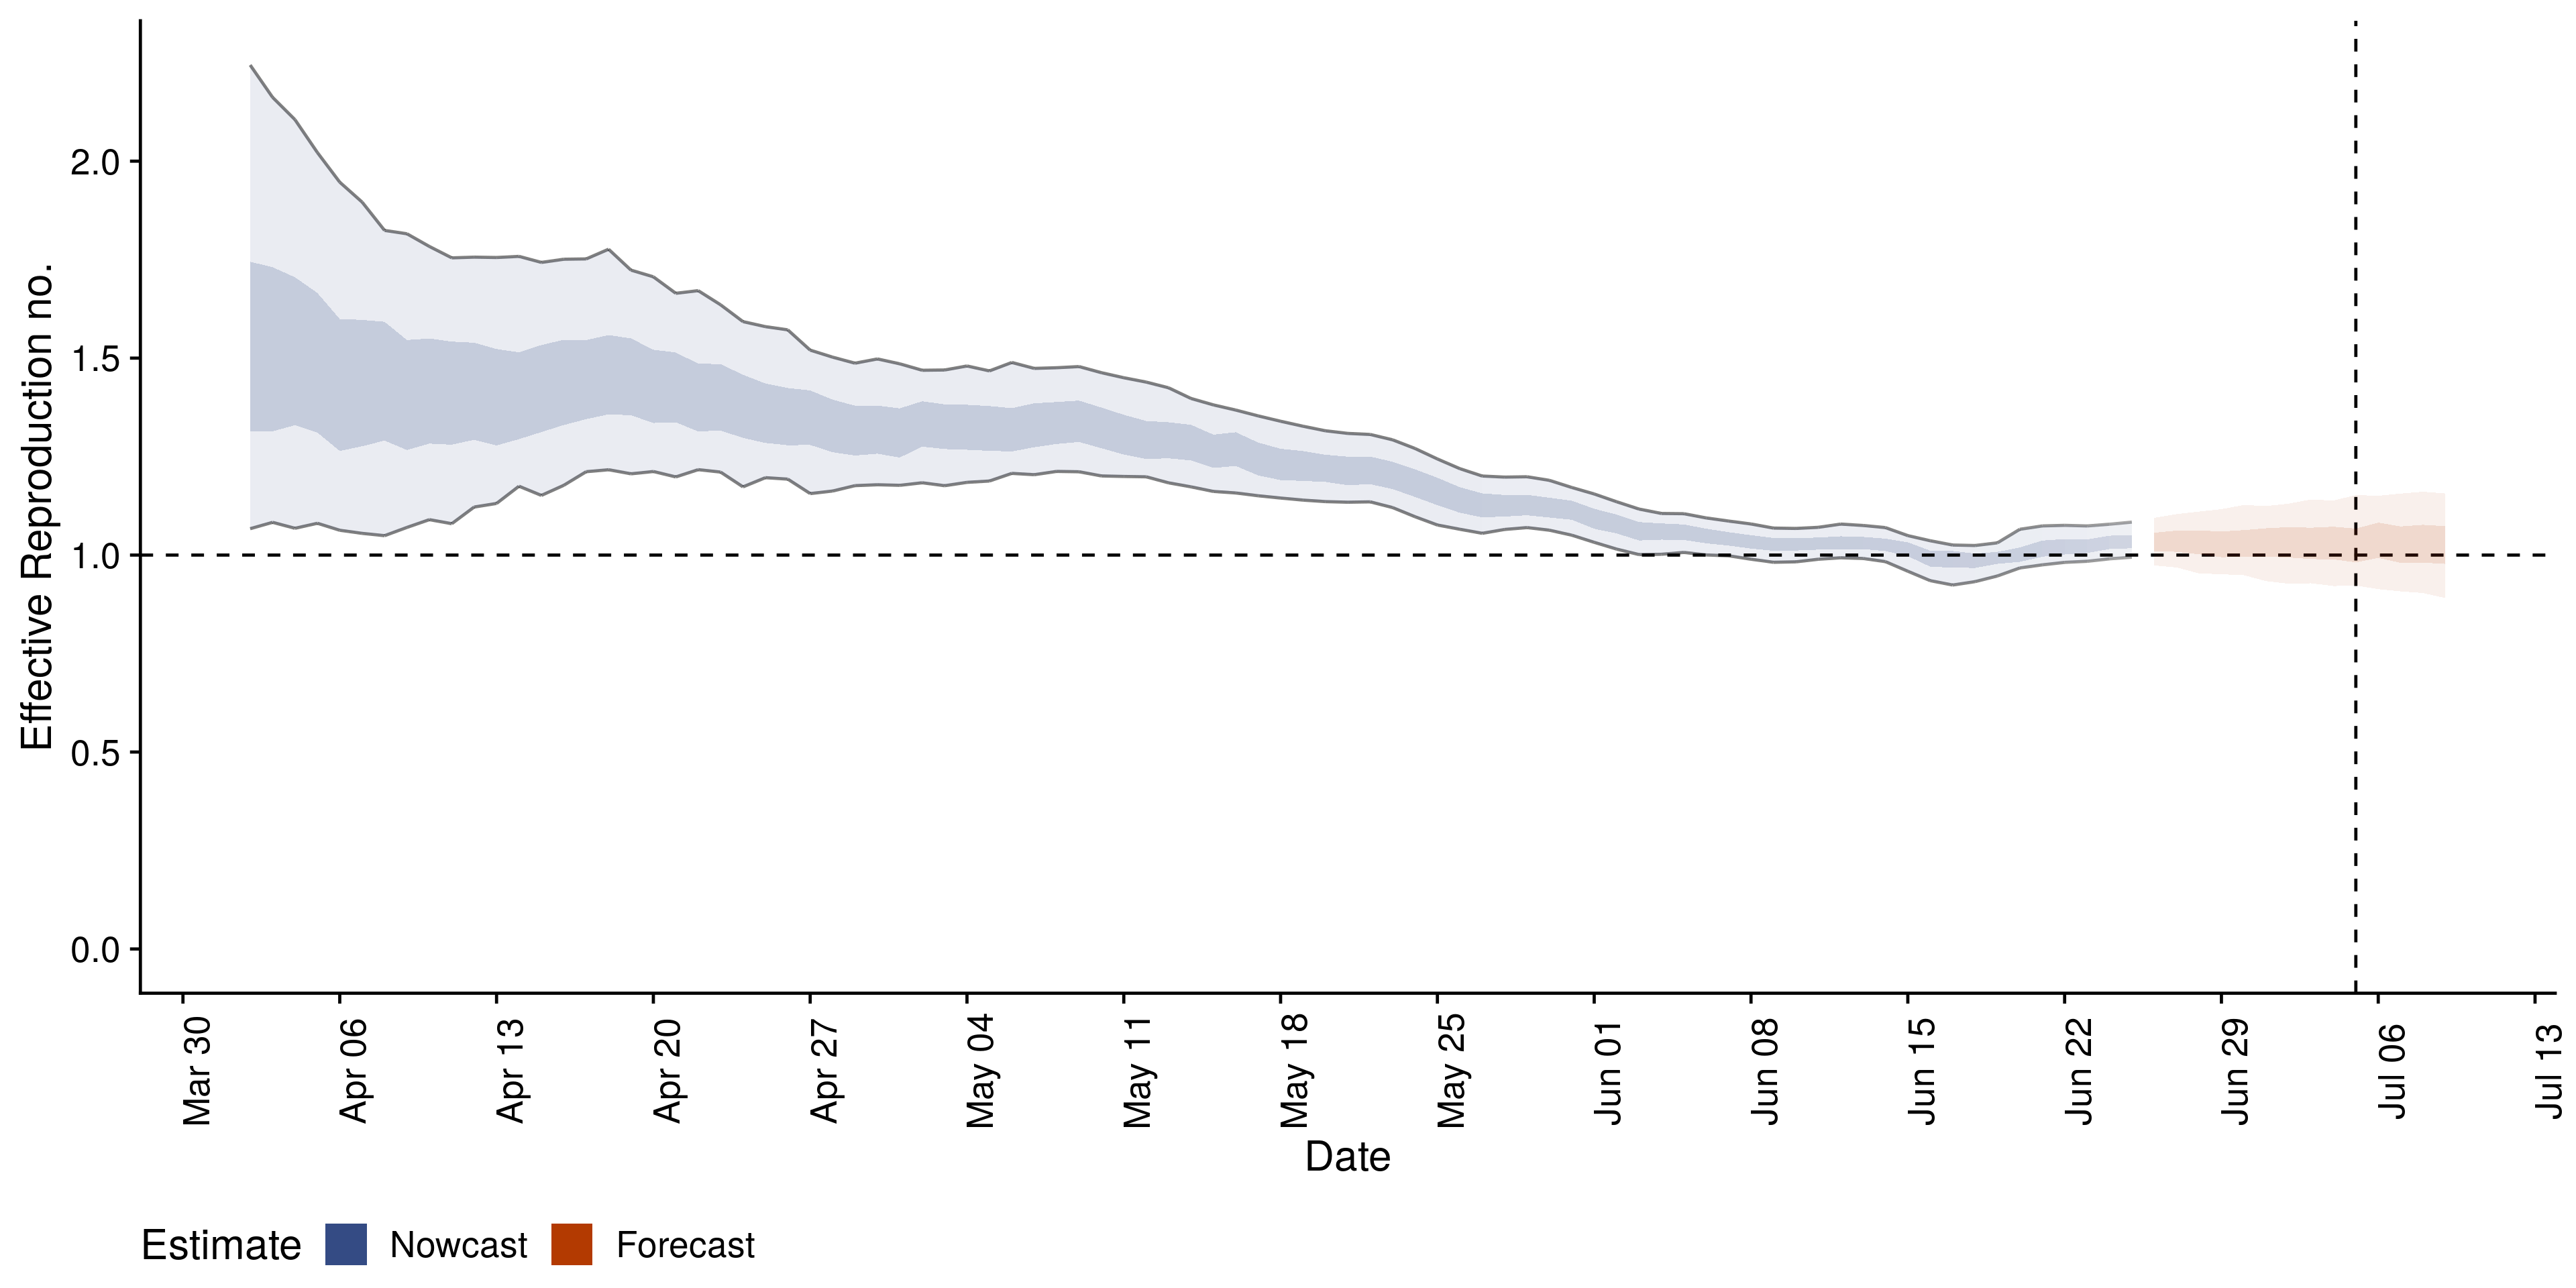 Effective Reproduction no.
2.0
1.5
1.0
0.5
0.0
Mar 30
Apr 06
Apr 13
Apr 20
Apr 27
May 04
May 11
May 18
May 25
Jun 01
Jun 08
Jun 15
Jun 22
Jun 29
Jul 06
Jul 13
Date
Estimate Nowcast Forecast